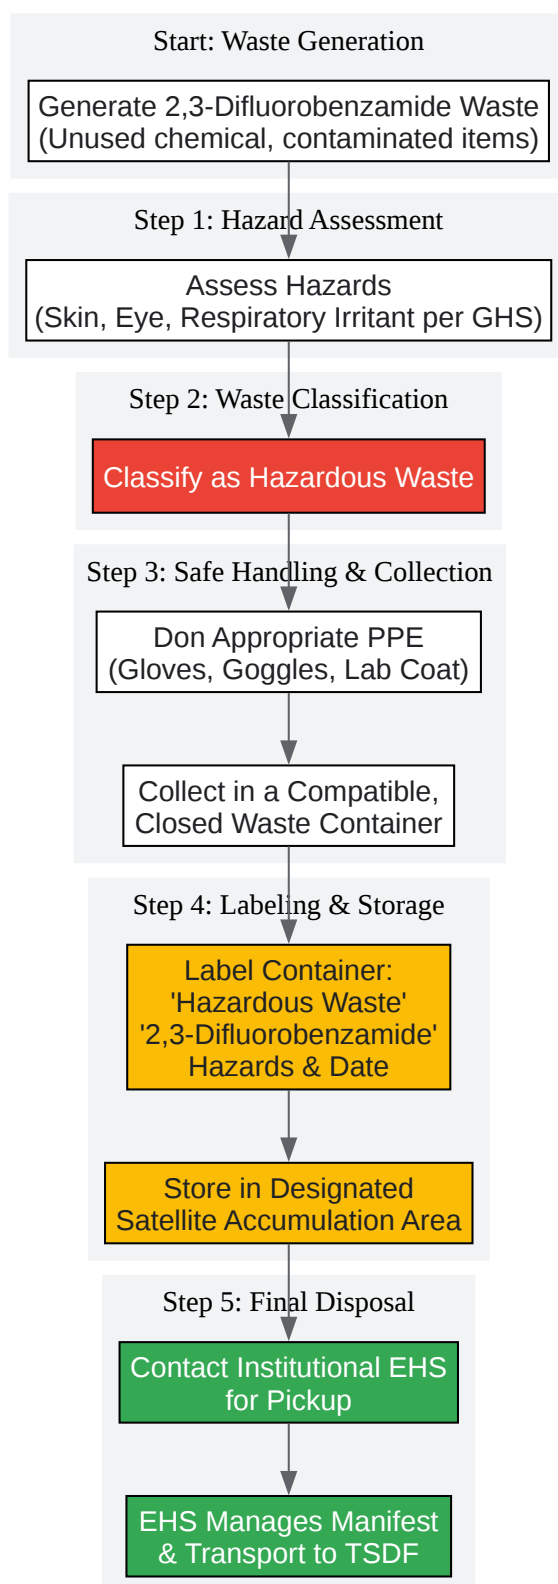 Start: Waste Generation
Generate 2,3-Difluorobenzamide Waste
(Unused chemical, contaminated items)
Step 1: Hazard Assessment
Assess Hazards
(Skin, Eye, Respiratory Irritant per GHS)
Step 2: Waste Classification
Classify as Hazardous Waste
Step 3: Safe Handling & Collection
Don Appropriate PPE
(Gloves, Goggles, Lab Coat)
Collect in a Compatible,
Closed Waste Container
Step 4: Labeling & Storage
Label Container:
'Hazardous Waste'
'2,3-Difluorobenzamide'
Hazards & Date
Store in Designated
Satellite Accumulation Area
Step 5: Final Disposal
Contact Institutional EHS
for Pickup
EHS Manages Manifest
& Transport to TSDF